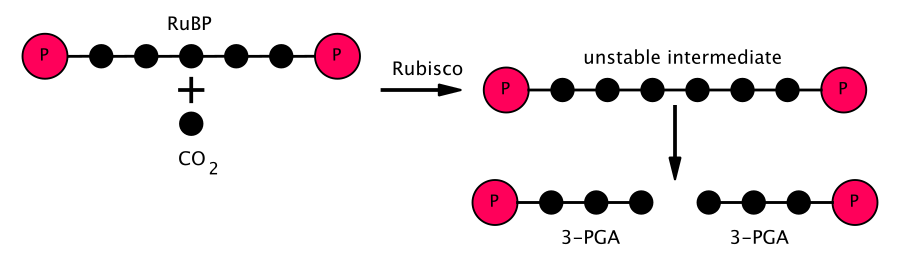 RuBP
P
P
+
CO2
Rubisco
unstable intermediate
P
P
P
P
3-PGA
3-PGA